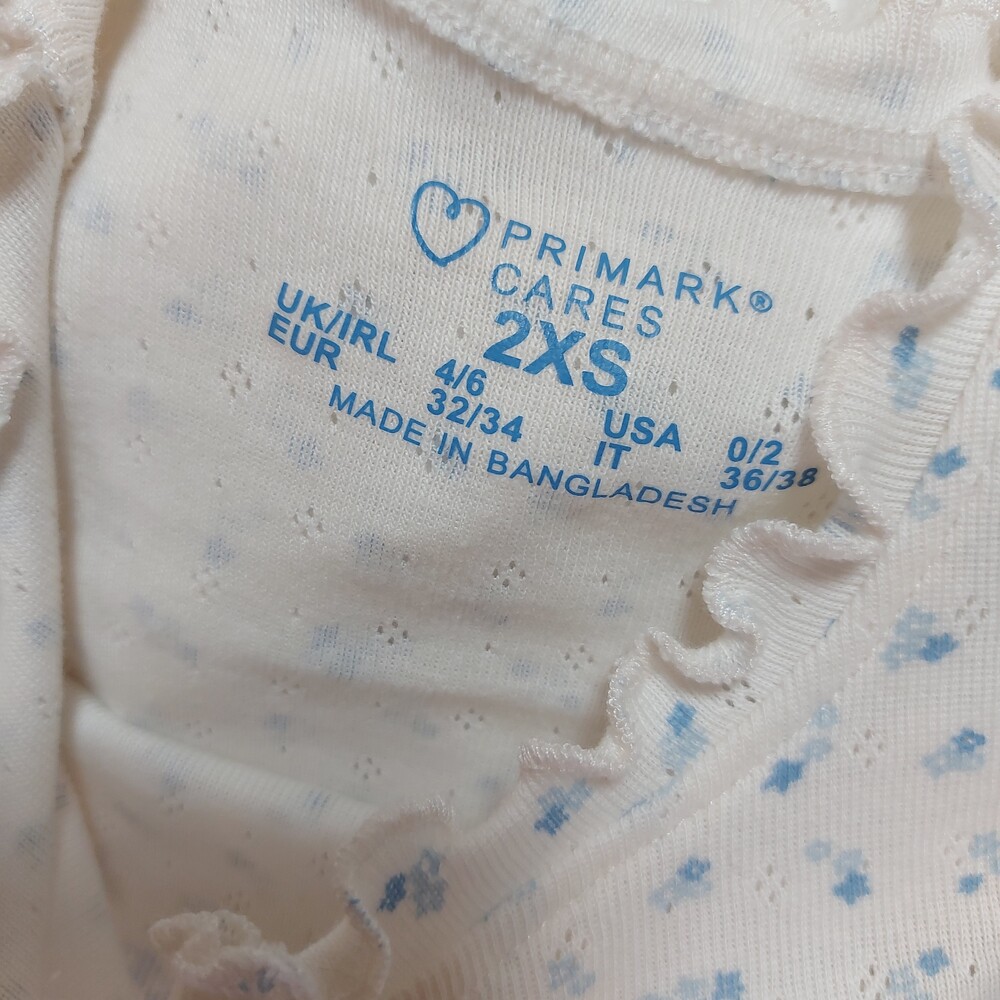 PRIMARK®
CARES
2XS
UK/IRL 4/6 USA 0/2
EUR 32/34 IT 36/38
MADE IN BANGLADESH